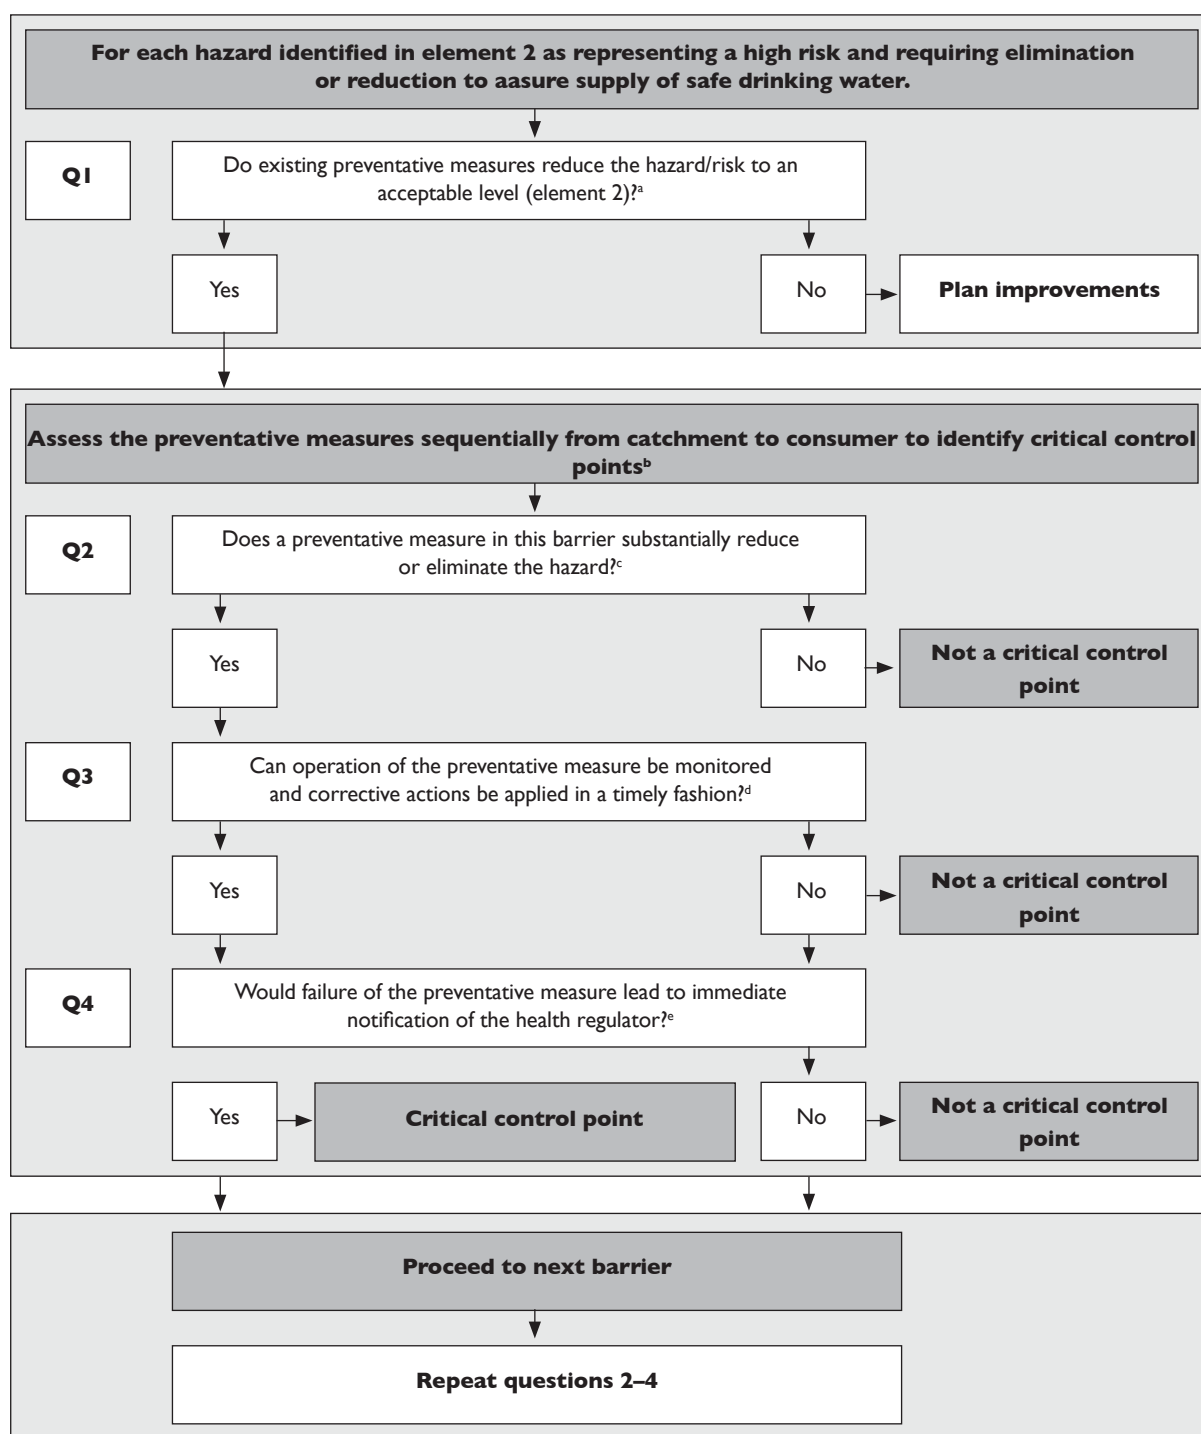 For each hazard identified in element 2 as representing a high risk and requiring elimination
or reduction to aasure supply of safe drinking water.
Q1
Do existing preventative measures reduce the hazard/risk to an
acceptable level (element 2)?ᵃ
Yes
No
Plan improvements
Assess the preventative measures sequentially from catchment to consumer to identify critical control
pointsᵇ
Q2
Does a preventative measure in this barrier substantially reduce
or eliminate the hazard?ᶜ
Yes
No
Not a critical control
point
Q3
Can operation of the preventative measure be monitored
and corrective actions be applied in a timely fashion?ᵈ
Yes
No
Not a critical control
point
Q4
Would failure of the preventative measure lead to immediate
notification of the health regulator?ᵉ
Yes
Critical control point
No
Not a critical control
point
Proceed to next barrier
Repeat questions 2–4